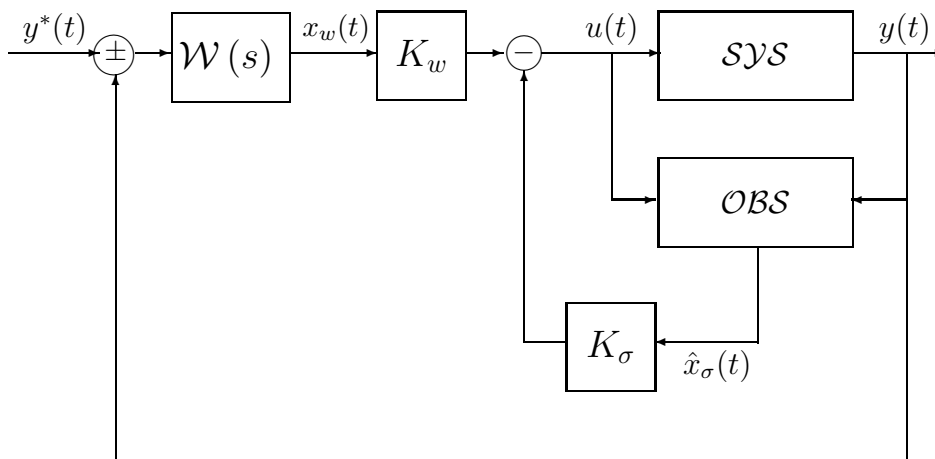 y*(t)
±
𝒲(s)
x_w(t)
K_w
−
u(t)
𝒮𝒴𝒮
y(t)
𝒪ℬ𝒮
K_σ
x̂_σ(t)